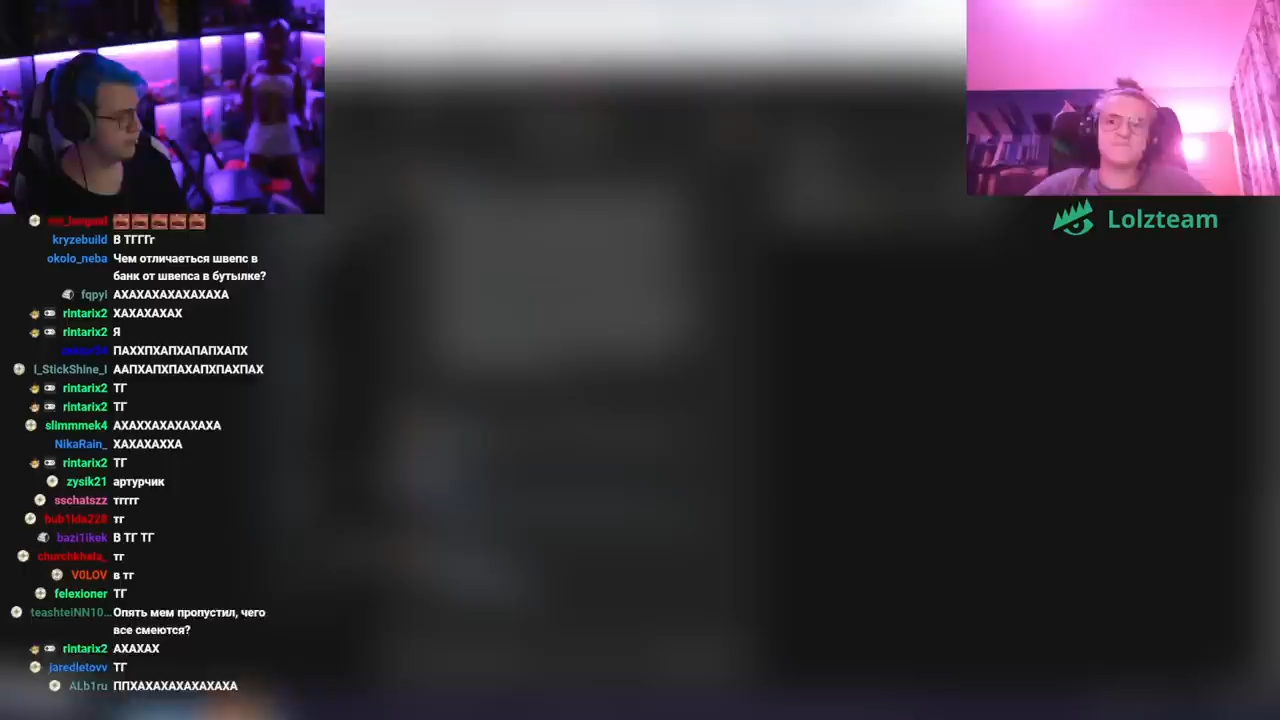 Lolzteam
kryzebuild В ТГГГг
okolo_neba Чем отличаеться швепс в
банк от швепса в бутылке?
fqpyi АХАХАХАХАХАХАХА
rintarix2 ХАХАХАХАХ
rintarix2 Я
ПАХХПХАПХАПАПХАПХ
I_StickShine_I ААПХАПХПАХАПХПАХПАХ
rintarix2 ТГ
rintarix2 ТГ
slimmmek4 АХАХХАХАХАХАХА
NikaRain_ ХАХАХАХХА
rintarix2 ТГ
zysik21 артурчик
sschatszz тгггг
hub1lda228 тг
bazi1ikek В ТГ ТГ
churchkhela_ тг
V0LOV в тг
felexioner ТГ
teashteiNN10... Опять мем пропустил, чего
все смеются?
rintarix2 АХАХАХ
jaredletovv ТГ
ALb1ru ППХАХАХАХАХАХАХА